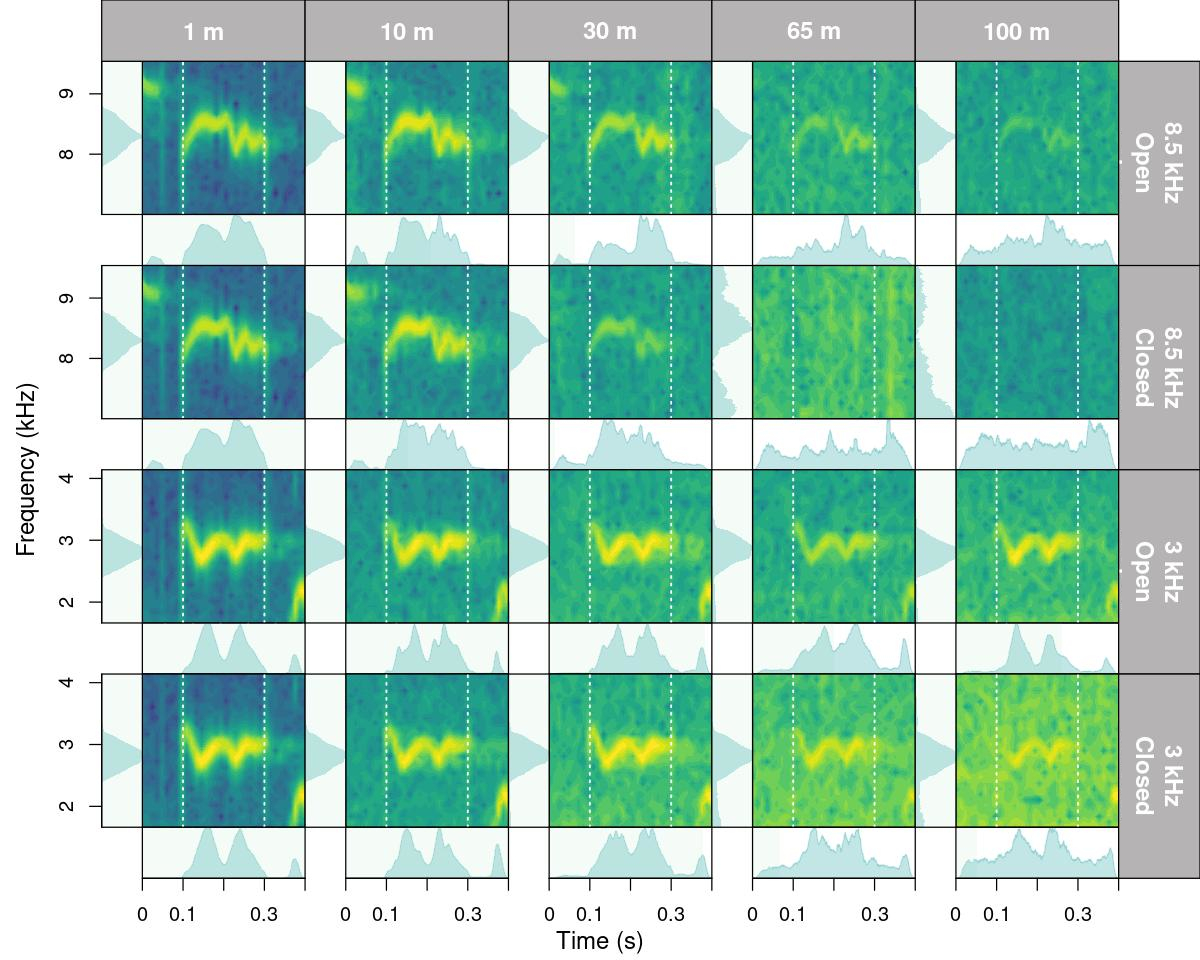 1 m 10 m 30 m 65 m 100 m
9
8
8.5 kHz
Open
9
8
8.5 kHz
Closed
Frequency (kHz)
4
3
2
3 kHz
Open
4
3
2
3 kHz
Closed
0 0.1 0.3 0 0.1 0.3 0 0.1 0.3 0 0.1 0.3 0 0.1 0.3
Time (s)